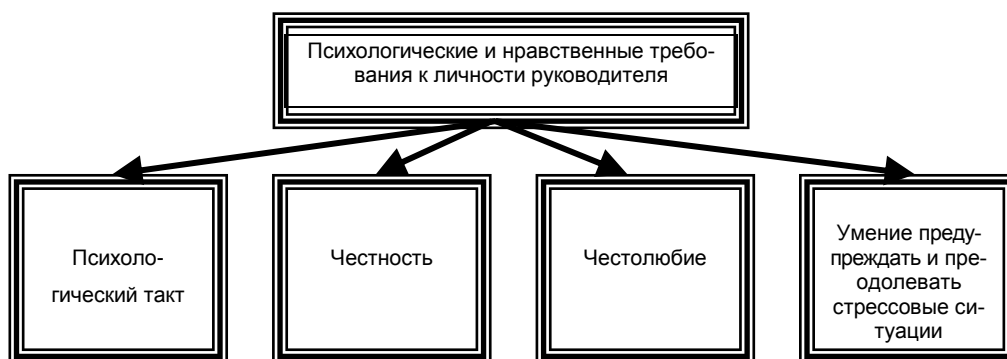 Психологические и нравственные требо-
вания к личности руководителя
Психоло-
гический такт
Честность
Честолюбие
Умение преду-
преждать и пре-
одолевать
стрессовые си-
туации